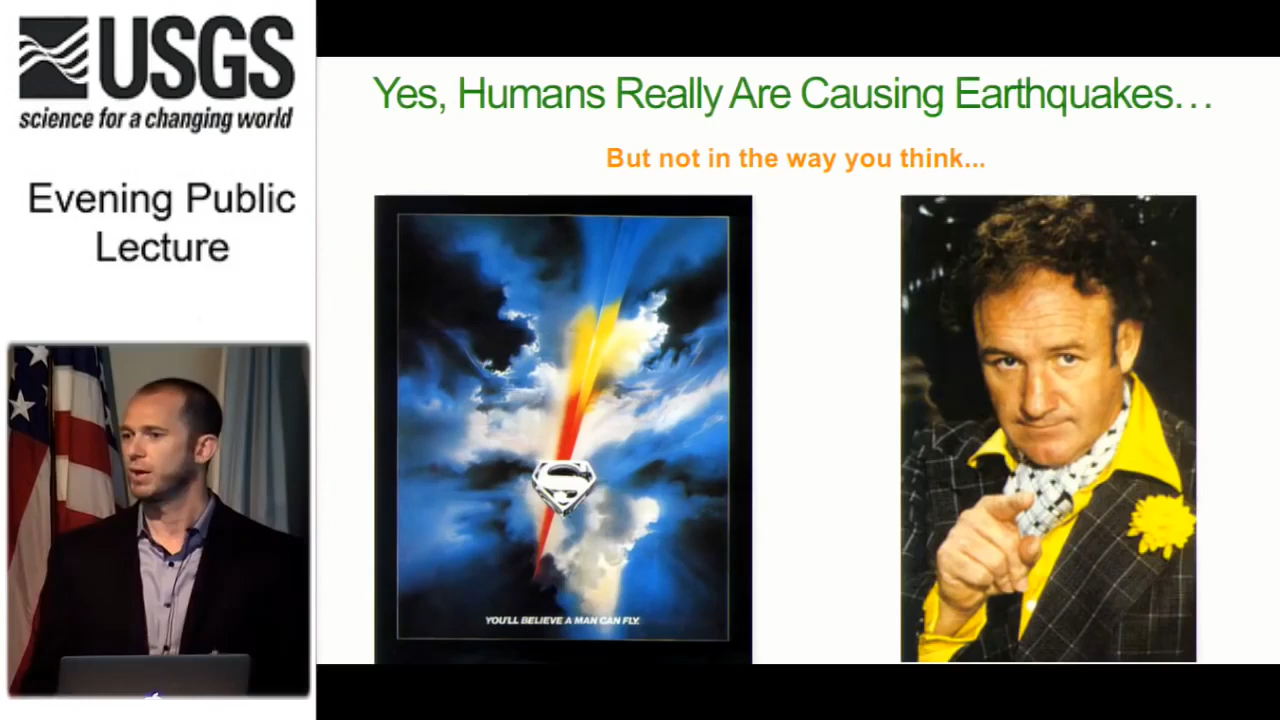 USGS
science for a changing world
Evening Public
Lecture
Yes, Humans Really Are Causing Earthquakes…
But not in the way you think...
YOU'LL BELIEVE A MAN CAN FLY.